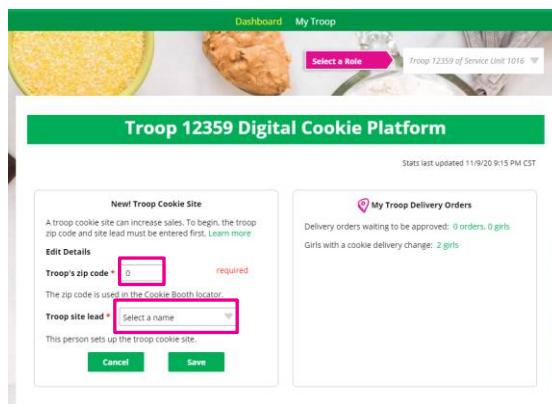 Dashboard My Troop
Select a Role
Troop 12359 of Service Unit 1016
Troop 12359 Digital Cookie Platform
Stats last updated 11/9/20 9:15 PM CST
New! Troop Cookie Site
A troop cookie site can increase sales. To begin, the troop
zip code and site lead must be entered first. Learn more
Edit Details
Troop's zip code * 0 required
The zip code is used in the Cookie Booth locator.
Troop site lead * Select a name
This person sets up the troop cookie site.
Cancel Save
My Troop Delivery Orders
Delivery orders waiting to be approved: 0 orders, 0 girls
Girls with a cookie delivery change: 2 girls